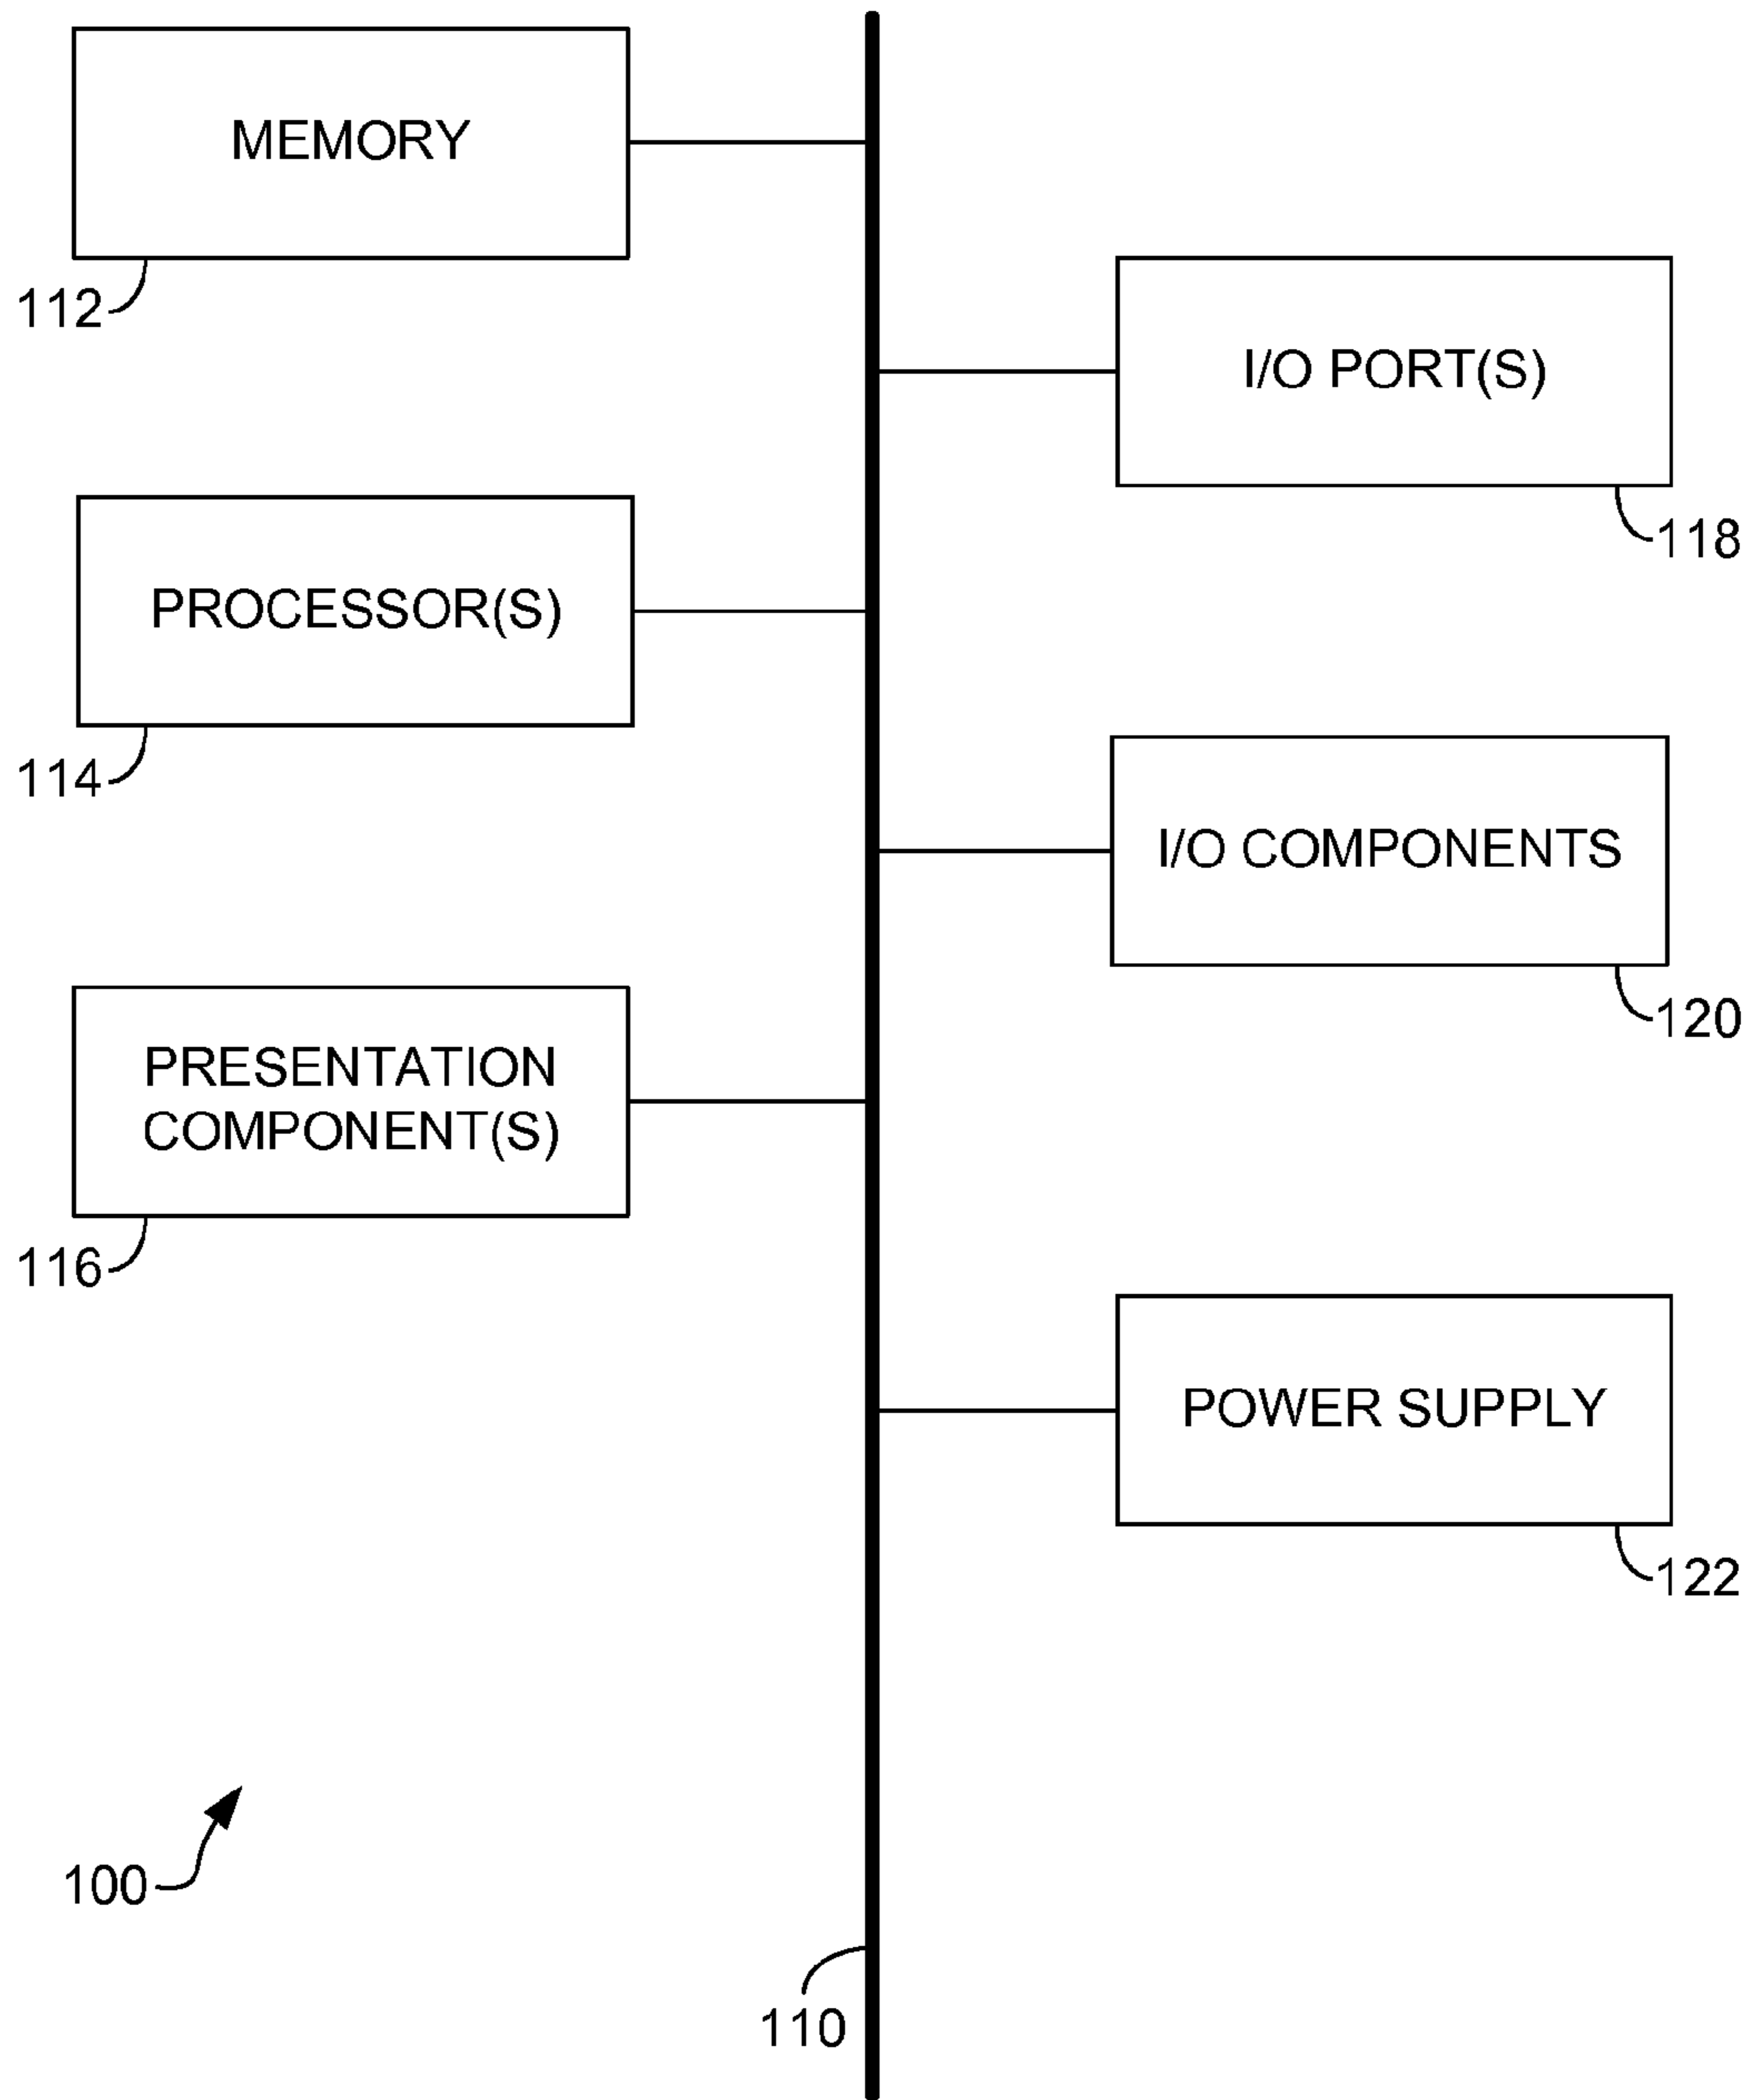 MEMORY
112
I/O PORT(S)
118
PROCESSOR(S)
114
I/O COMPONENTS
120
PRESENTATION
COMPONENT(S)
116
POWER SUPPLY
122
100
110